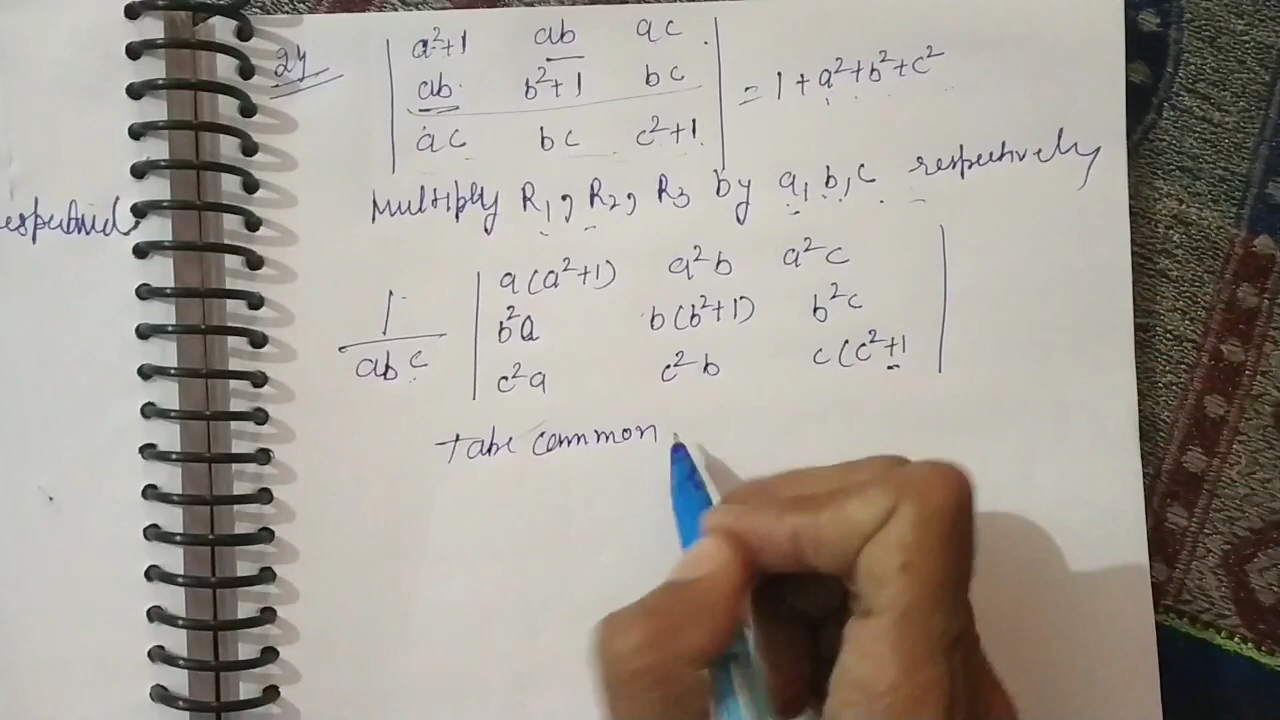 24
| a²+1 ab ac |
| ab b²+1 bc | = 1+a²+b²+c²
| ac bc c²+1 |
Multiply R₁, R₂, R₃ by a, b, c respectively
1/abc | a(a²+1) a²b a²c |
| b²a b(b²+1) b²c |
| c²a c²b c(c²+1 |
take common